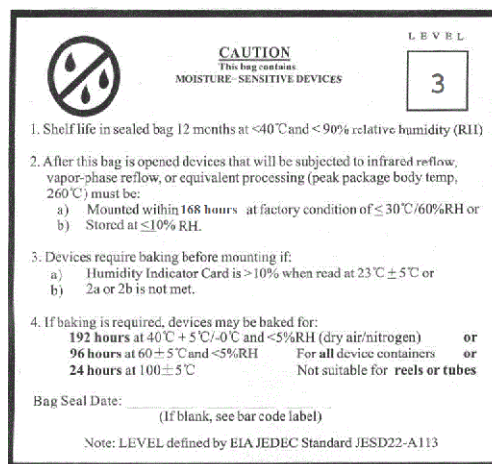 LEVEL
CAUTION
This bag contains
MOISTURE-SENSITIVE DEVICES
3
1. Shelf life in sealed bag 12 months at <40℃ and < 90% relative humidity (RH)
2. After this bag is opened devices that will be subjected to infrared reflow,
vapor-phase reflow, or equivalent processing (peak package body temp,
260℃) must be:
a) Mounted within 168 hours at factory condition of ≤ 30℃/60%RH or
b) Stored at ≤10% RH.
3. Devices require baking before mounting if:
a) Humidity Indicator Card is >10% when read at 23℃ ± 5℃ or
b) 2a or 2b is not met.
4. If baking is required, devices may be baked for:
192 hours at 40℃ + 5℃/-0℃ and <5%RH (dry air/nitrogen) or
96 hours at 60±5℃ and <5%RH For all device containers or
24 hours at 100±5℃ Not suitable for reels or tubes
Bag Seal Date:
(If blank, see bar code label)
Note: LEVEL defined by EIA JEDEC Standard JESD22-A113